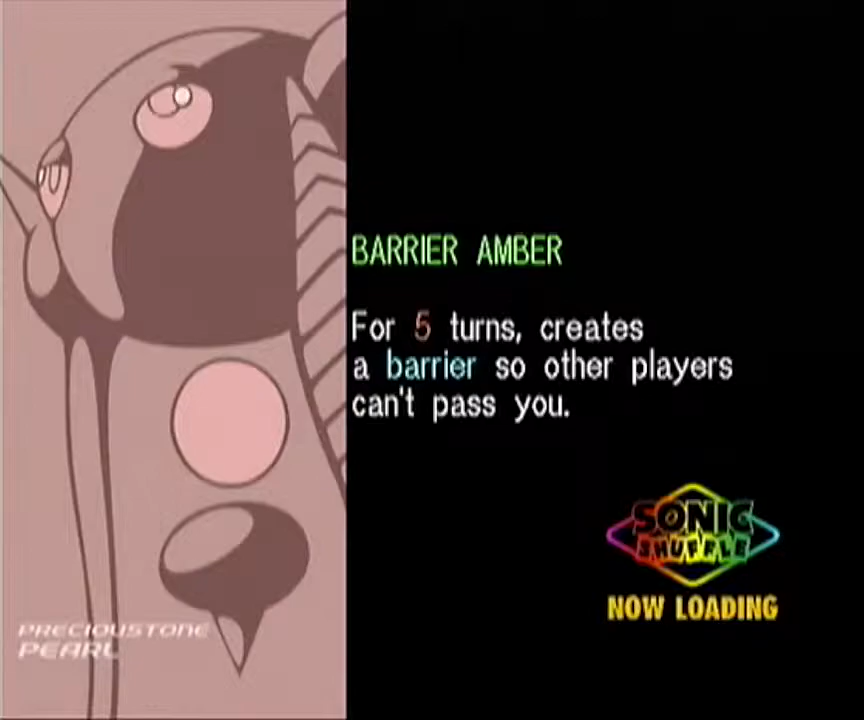 BARRIER AMBER
For 5 turns, creates
a barrier so other players
can't pass you.
SONIC
SHUFFLE
NOW LOADING
PRECIOUSTONE
PEARL